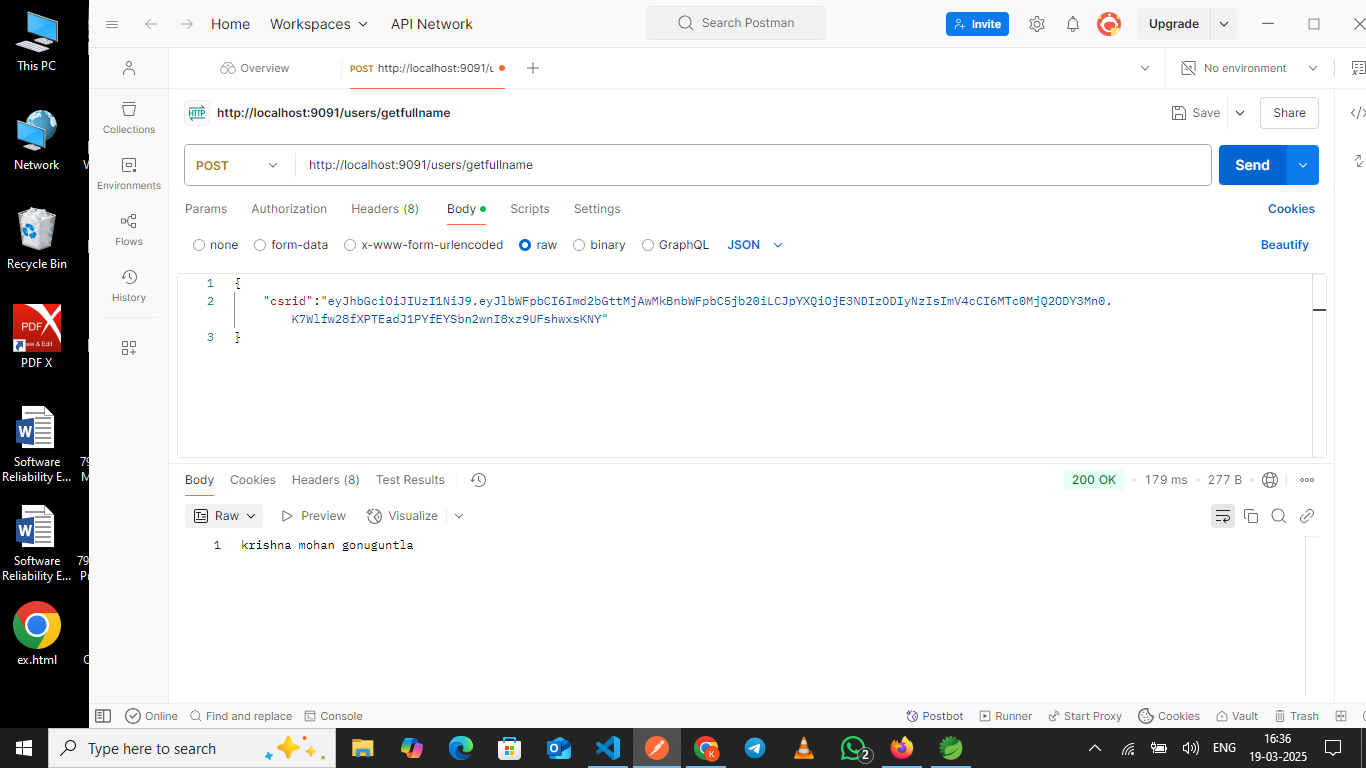 This PC
Network
Recycle Bin
PDF X
Software
Reliability E...
Software
Reliability E...
ex.html
Home
Workspaces
API Network
Search Postman
Invite
Upgrade
Overview
POST http://localhost:9091/u
No environment
Collections
Environments
Flows
History
HTTP http://localhost:9091/users/getfullname
Save
Share
POST
http://localhost:9091/users/getfullname
Send
Params
Authorization
Headers (8)
Body
Scripts
Settings
Cookies
none
form-data
x-www-form-urlencoded
raw
binary
GraphQL
JSON
Beautify
1 {
2 "csrid":"eyJhbGciOiJIUzI1NiJ9.eyJlbWFpbCI6Imd2bGttMjAwMkBnbWFpbC5jb20iLCJpYXQiOjE3NDIzODIyNzIsImV4cCI6MTc0MjQ2ODY3Mn0.
K7Wlfw28fXPTEadJ1PYfEYSbn2wnI8xz9UFshwxsKNY"
3 }
Body
Cookies
Headers (8)
Test Results
200 OK
179 ms
277 B
Raw
Preview
Visualize
1 krishna mohan gonuguntla
Online
Find and replace
Console
Postbot
Runner
Start Proxy
Cookies
Vault
Trash
Type here to search
2
ENG
16:36
19-03-2025